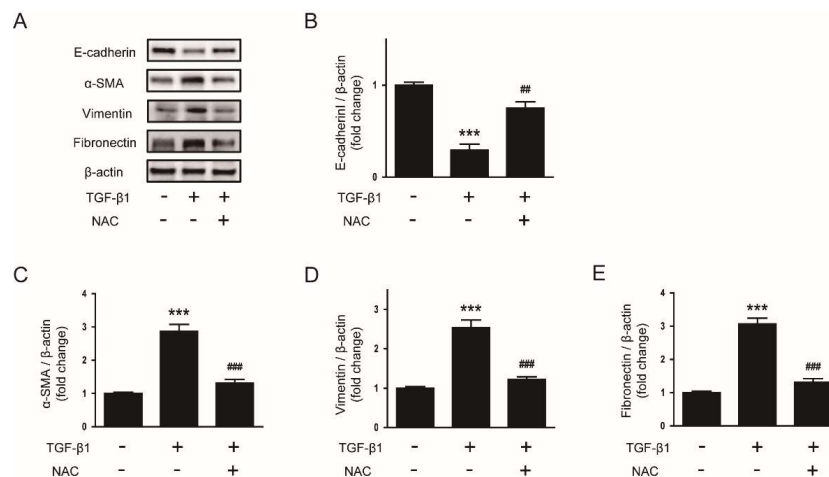 A
E-cadherin
α-SMA
Vimentin
Fibronectin
β-actin
TGF-β1 - + +
NAC - - +
B
E-cadherinl / β-actin
(fold change)
1
0
***
##
TGF-β1 - + +
NAC - - +
C
α-SMA / β-actin
(fold change)
4
3
2
1
0
***
###
TGF-β1 - + +
NAC - - +
D
Vimentin / β-actin
(fold change)
3
2
1
0
***
###
TGF-β1 - + +
NAC - - +
E
Fibronectin / β-actin
(fold change)
4
3
2
1
0
***
###
TGF-β1 - + +
NAC - - +